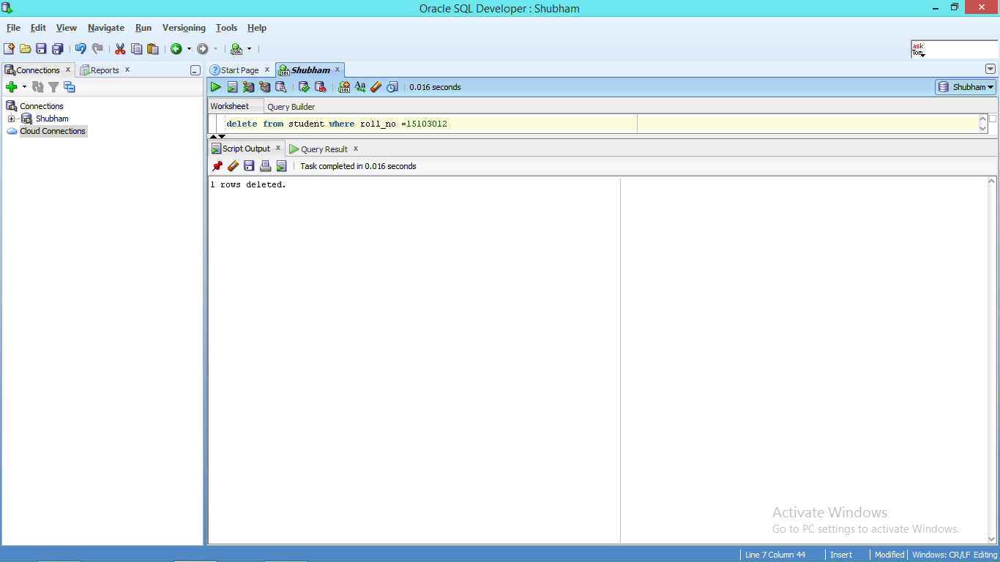 Oracle SQL Developer : Shubham
File Edit View Navigate Run Versioning Tools Help
ask
Tom
Connections x Reports x
Start Page x Shubham x
0.016 seconds
Shubham
Connections
Shubham
Cloud Connections
Worksheet Query Builder
delete from student where roll_no =15103012
Script Output x Query Result x
Task completed in 0.016 seconds
1 rows deleted.
Activate Windows
Go to PC settings to activate Windows.
Line 7 Column 44 Insert Modified Windows: CR/LF Editing